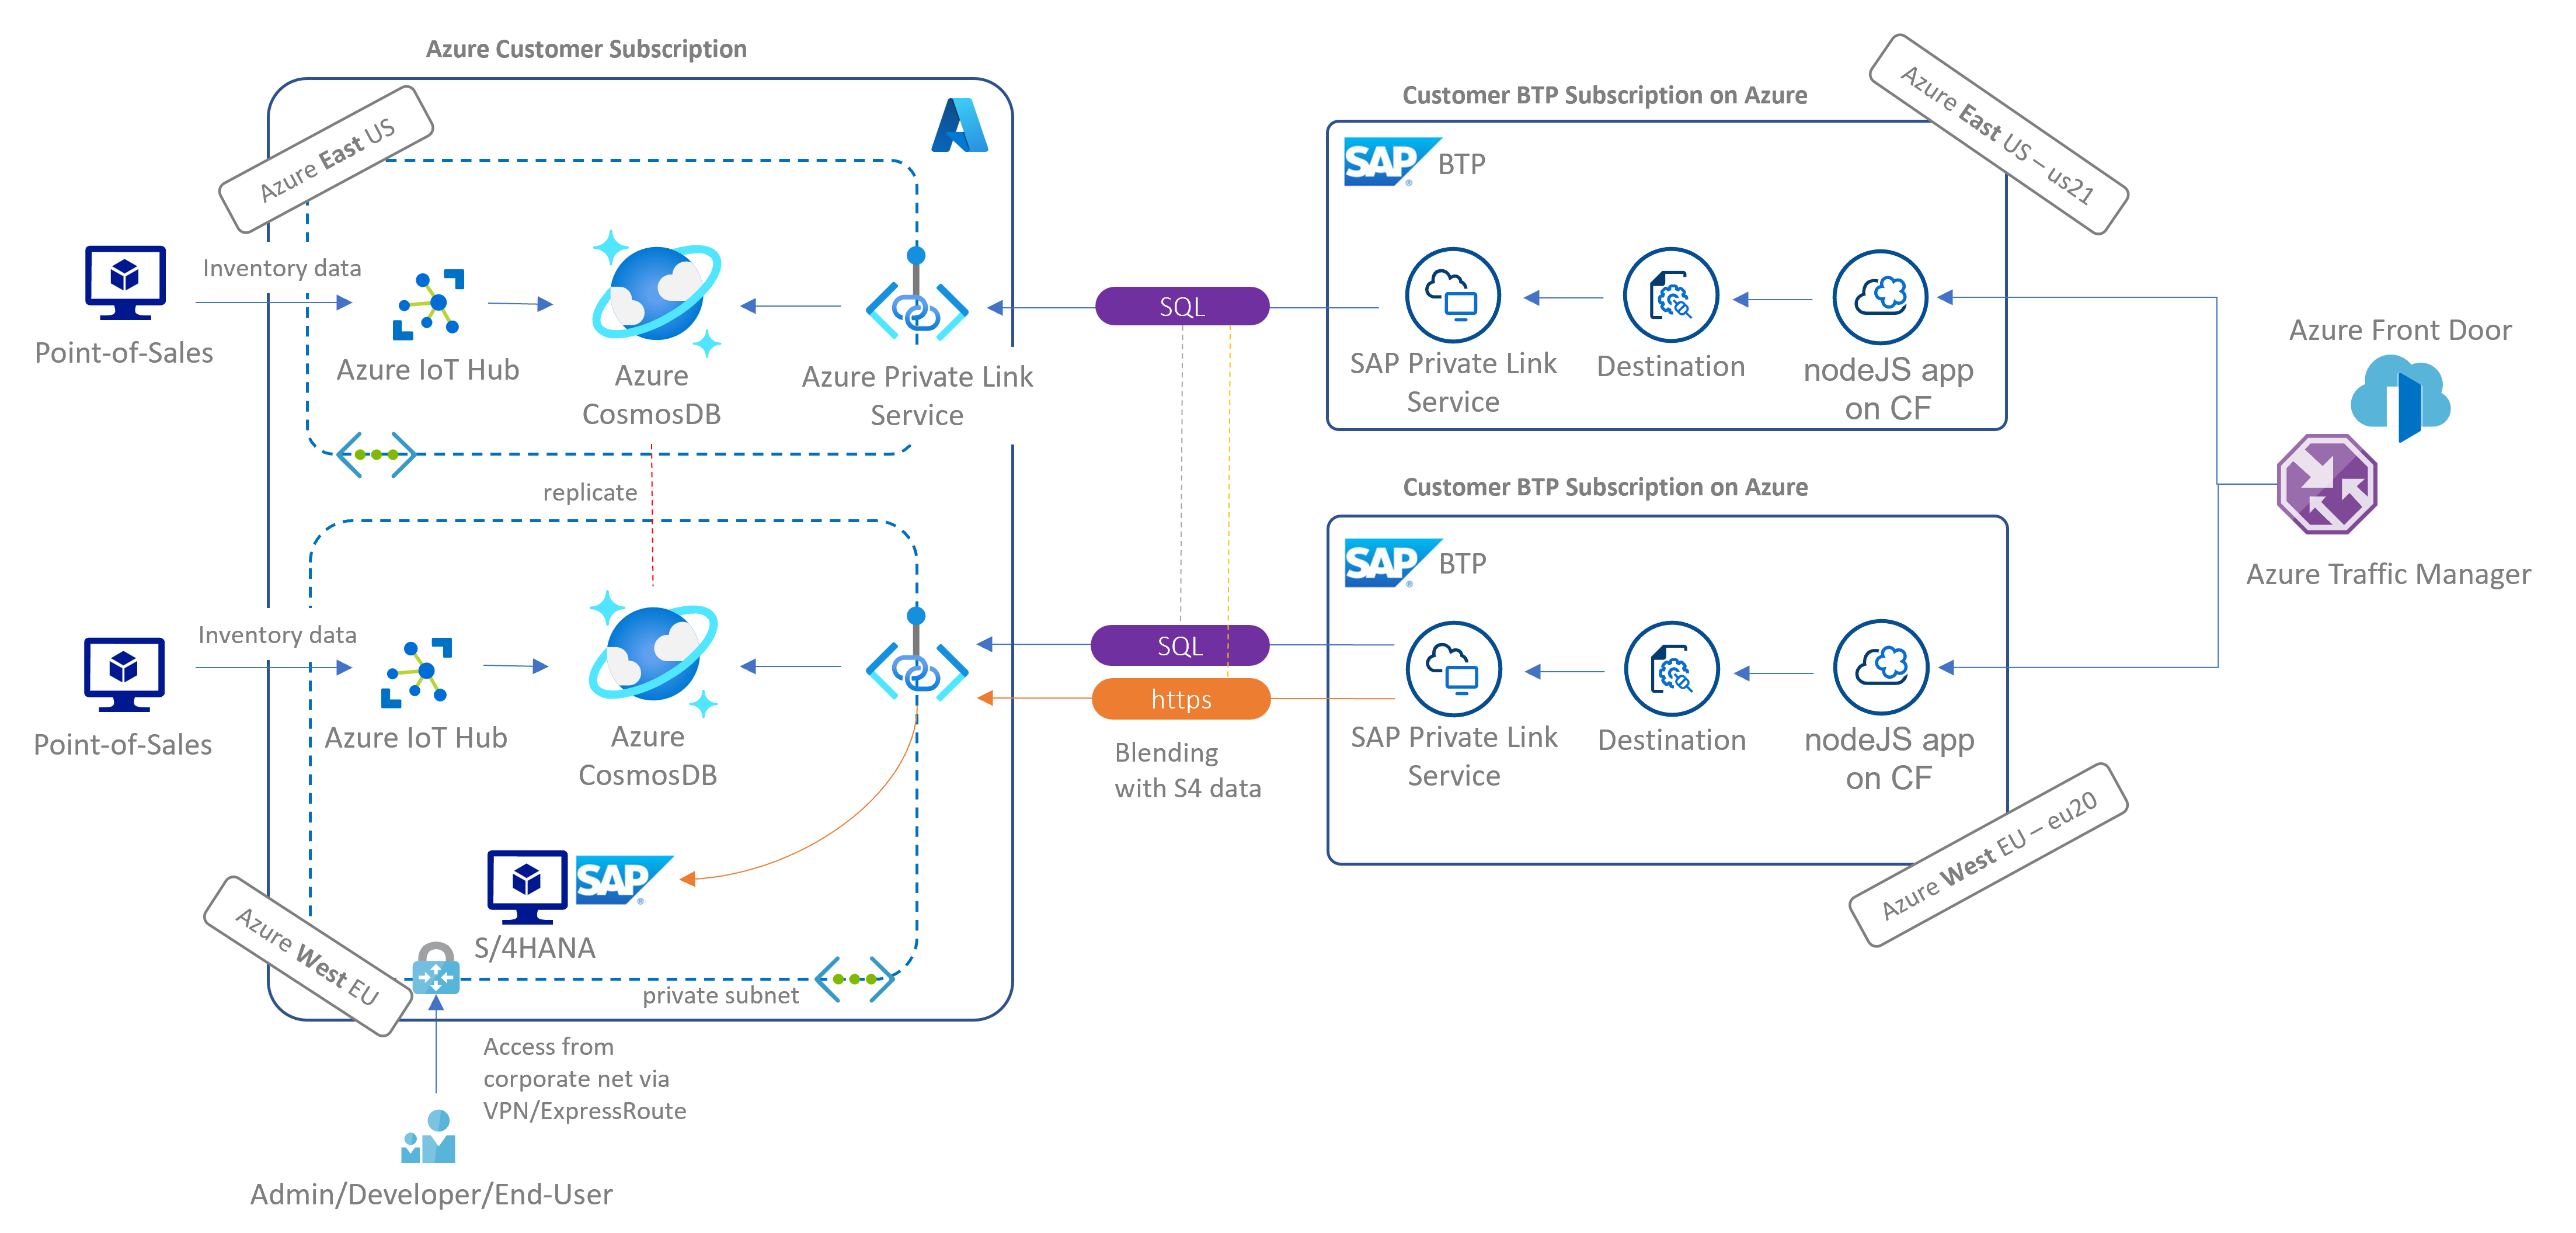 Azure Customer Subscription
Azure East US
Point-of-Sales
Inventory data
Azure IoT Hub
Azure
CosmosDB
Azure Private Link
Service
replicate
Point-of-Sales
Inventory data
Azure IoT Hub
Azure
CosmosDB
SAP
®
S/4HANA
Azure West EU
private subnet
Access from
corporate net via
VPN/ExpressRoute
Admin/Developer/End-User
SQL
SQL
https
Blending
with S4 data
Customer BTP Subscription on Azure
Azure East US – us21
SAP
®
BTP
SAP Private Link
Service
Destination
nodeJS app
on CF
Customer BTP Subscription on Azure
SAP
®
BTP
SAP Private Link
Service
Destination
nodeJS app
on CF
Azure West EU – eu20
Azure Front Door
Azure Traffic Manager